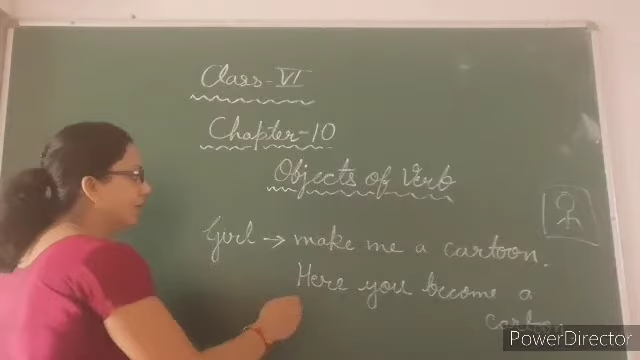 Class-VI
Chapter-10
Objects of Verb
Girl → make me a cartoon.
Here you become a
cartoon
PowerDirector